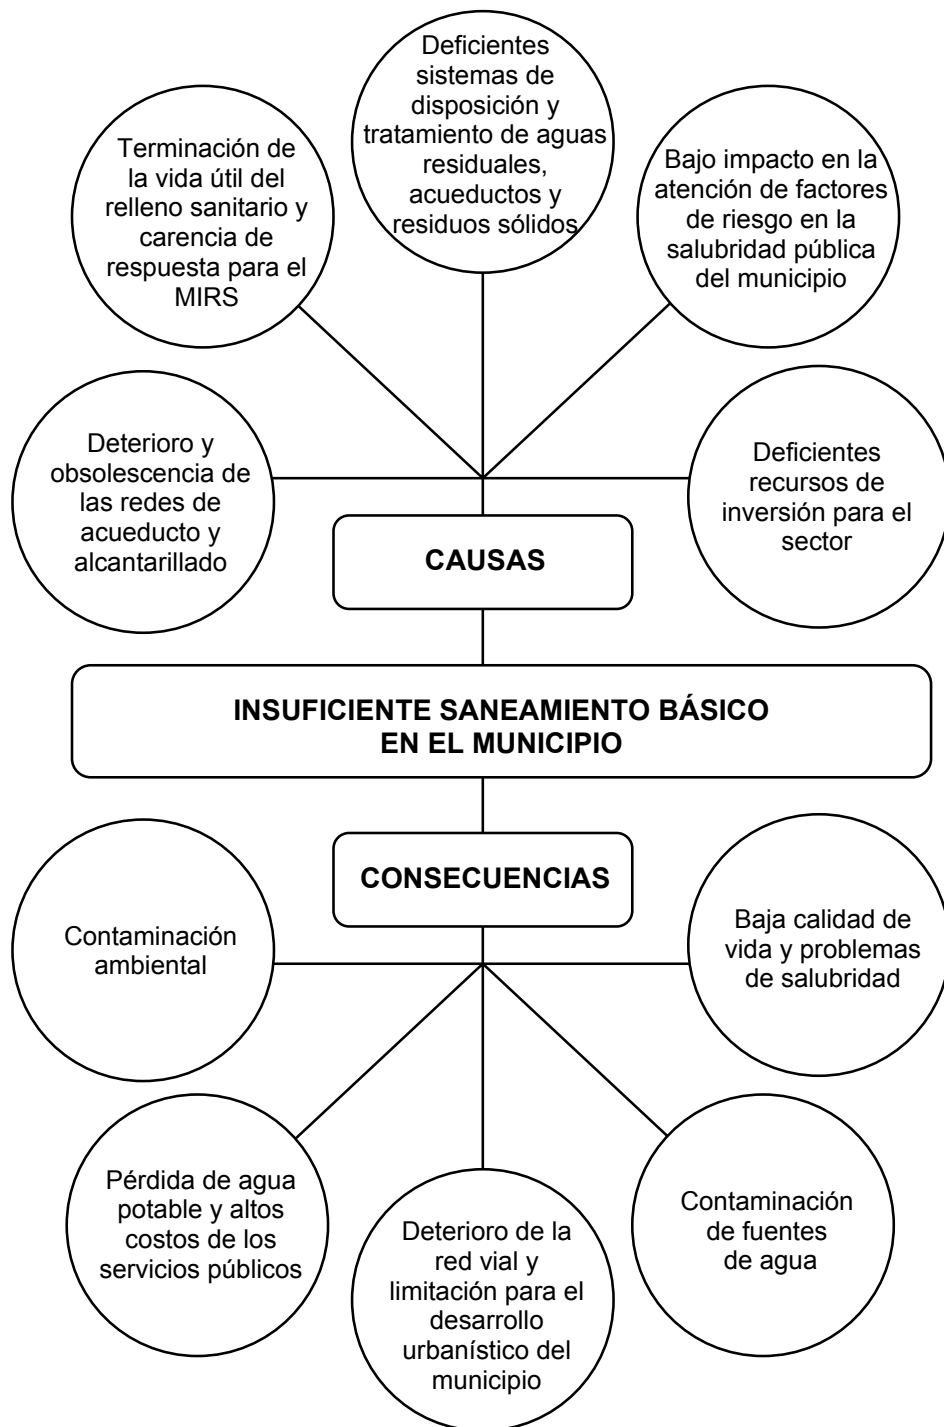 Deficientes
sistemas de
disposición y
tratamiento de aguas
residuales,
acueductos y
residuos sólidos
Terminación de
la vida útil del
relleno sanitario y
carencia de
respuesta para el
MIRS
Bajo impacto en la
atención de factores
de riesgo en la
salubridad pública
del municipio
Deterioro y
obsolescencia de
las redes de
acueducto y
alcantarillado
Deficientes
recursos de
inversión para el
sector
CAUSAS
INSUFICIENTE SANEAMIENTO BÁSICO
EN EL MUNICIPIO
CONSECUENCIAS
Contaminación
ambiental
Baja calidad de
vida y problemas
de salubridad
Pérdida de agua
potable y altos
costos de los
servicios públicos
Deterioro de la
red vial y
limitación para el
desarrollo
urbanístico del
municipio
Contaminación
de fuentes
de agua